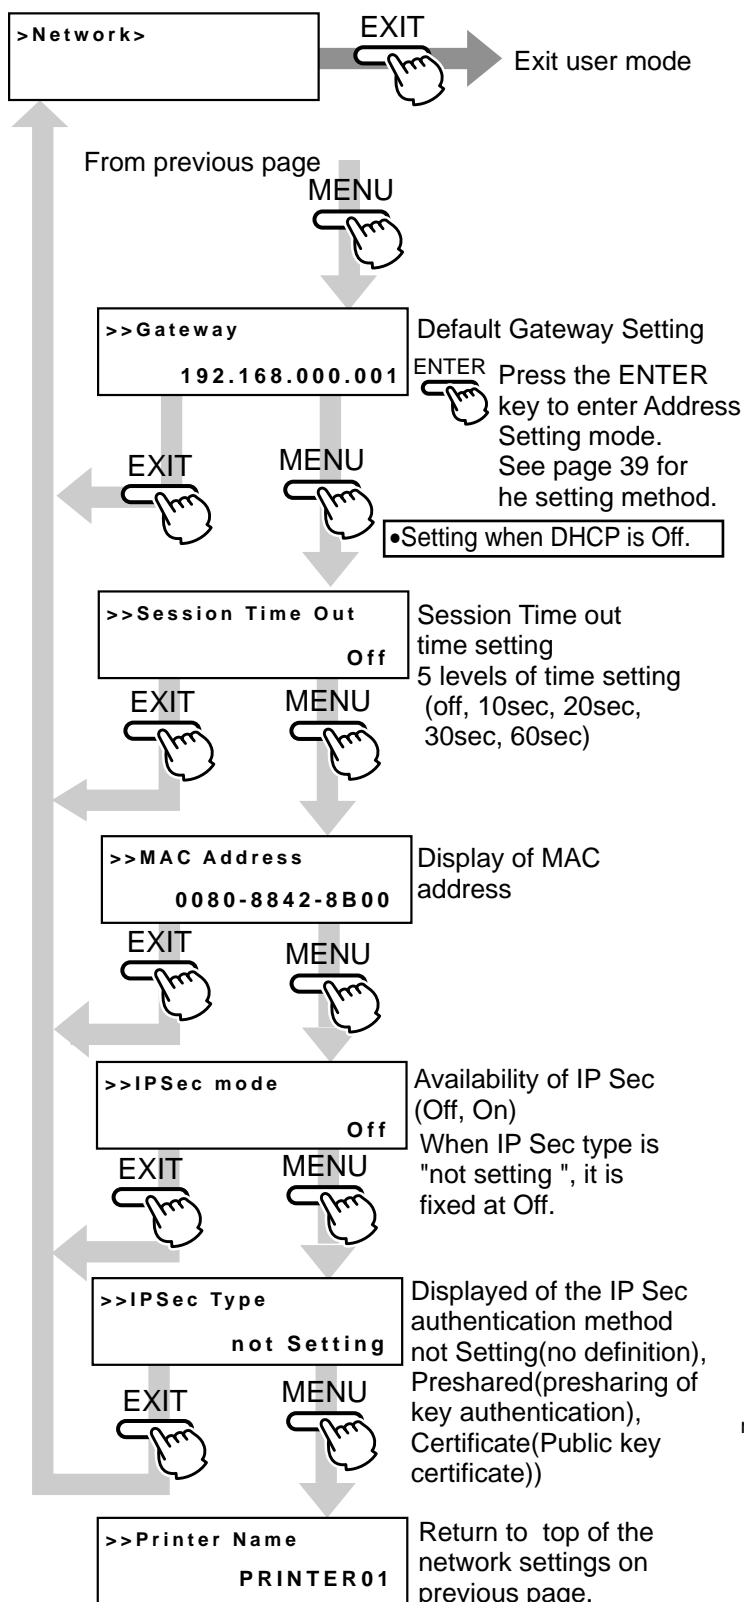 >Network>
EXIT
Exit user mode
From previous page
MENU
>>Gateway
192.168.000.001
Default Gateway Setting
ENTER
Press the ENTER
key to enter Address
Setting mode.
See page 39 for
he setting method.
EXIT
MENU
•Setting when DHCP is Off.
>>Session Time Out
Off
Session Time out
time setting
5 levels of time setting
(off, 10sec, 20sec,
30sec, 60sec)
EXIT
MENU
>>MAC Address
0080-8842-8B00
Display of MAC
address
EXIT
MENU
>>IPSec mode
Off
Availability of IP Sec
(Off, On)
When IP Sec type is
"not setting ", it is
fixed at Off.
EXIT
MENU
>>IPSec Type
not Setting
Displayed of the IP Sec
authentication method
not Setting(no definition),
Preshared(presharing of
key authentication),
Certificate(Public key
certificate))
EXIT
MENU
>>Printer Name
PRINTER01
Return to top of the
network settings on
previous page.